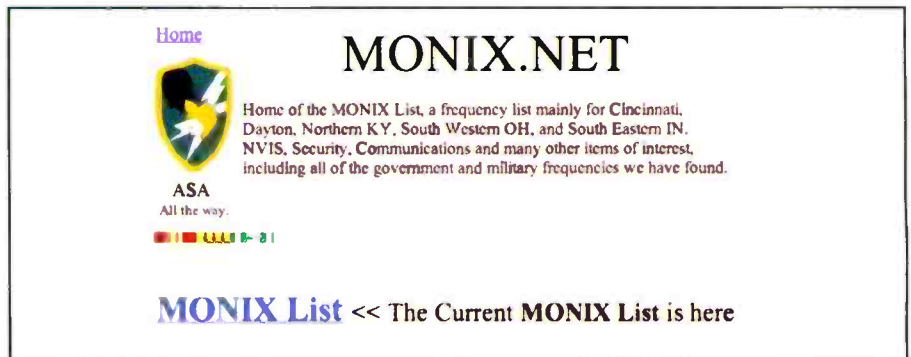 Home
MONIX.NET
Home of the MONIX List, a frequency list mainly for Cincinnati,
Dayton, Northern KY, South Western OH, and South Eastern IN.
NVIS, Security, Communications and many other items of interest,
including all of the government and military frequencies we have found.
ASA
All the way.
MONIX List << The Current MONIX List is here